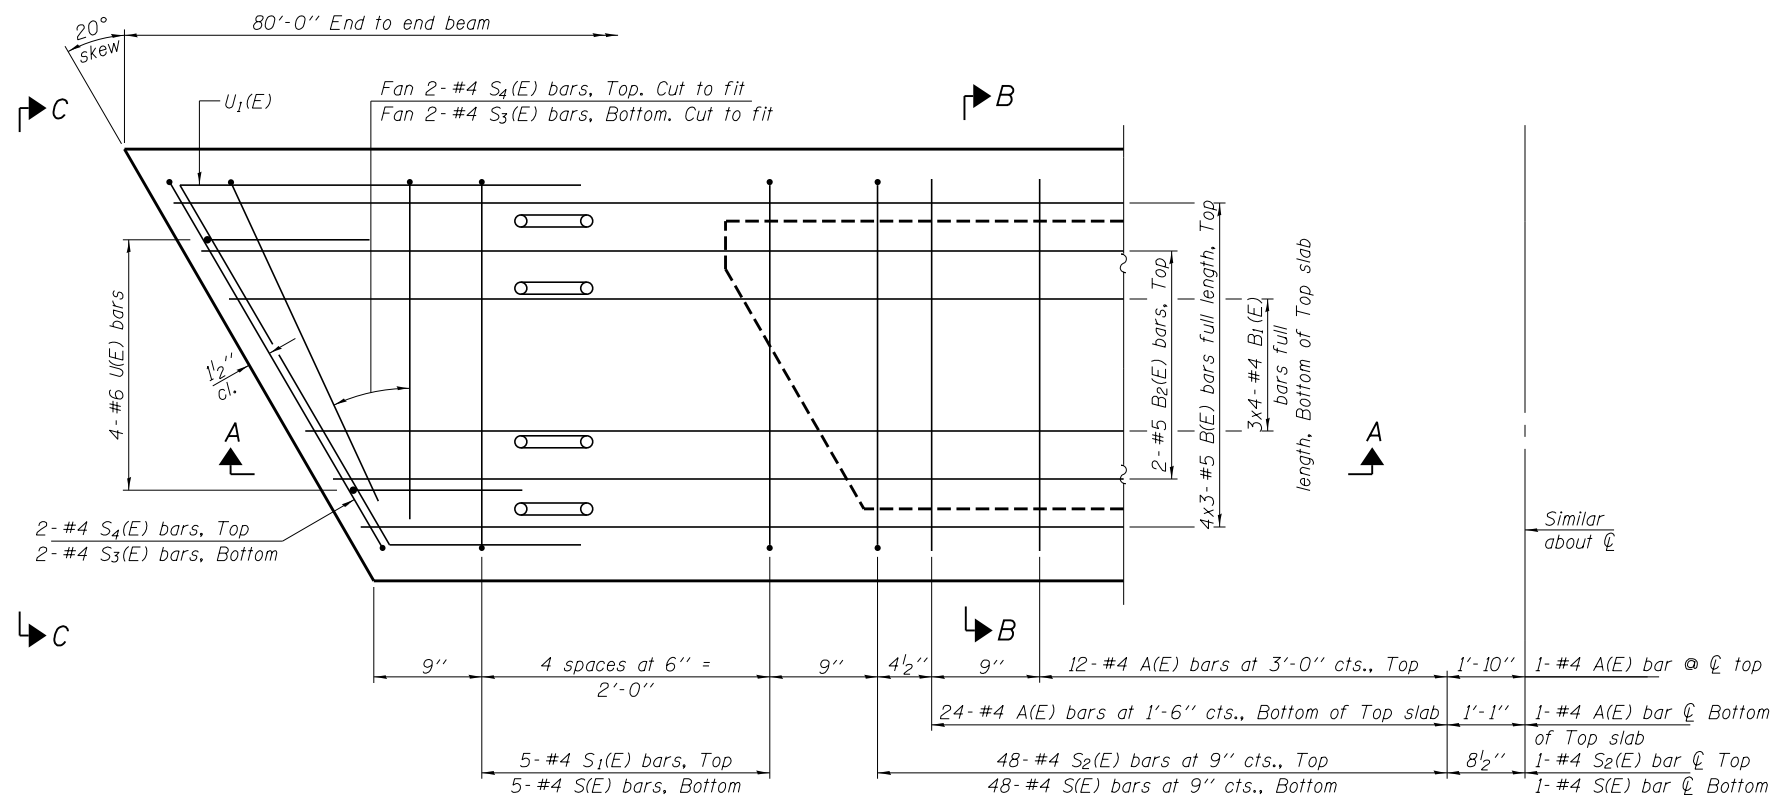 20°
skew
80'-0" End to end beam
C
U1(E)
Fan 2-#4 S4(E) bars, Top. Cut to fit
Fan 2-#4 S3(E) bars, Bottom. Cut to fit
B
4-#6 U(E) bars
1½"
cl.
A
2-#4 S4(E) bars, Top
2-#4 S3(E) bars, Bottom
2-#5 B2(E) bars, Top
4x3-#5 B(E) bars full length, Top
3x4-#4 B1(E)
bars full
length, Bottom of Top slab
A
Similar
about ℄
C
B
9"
4 spaces at 6" =
2'-0"
9"
4½"
9"
12-#4 A(E) bars at 3'-0" cts., Top
1'-10"
1-#4 A(E) bar @ ℄ top
24-#4 A(E) bars at 1'-6" cts., Bottom of Top slab
1'-1"
1-#4 A(E) bar ℄ Bottom
of Top slab
5-#4 S1(E) bars, Top
5-#4 S(E) bars, Bottom
48-#4 S2(E) bars at 9" cts., Top
48-#4 S(E) bars at 9" cts., Bottom
8½"
1-#4 S2(E) bar ℄ Top
1-#4 S(E) bar ℄ Bottom